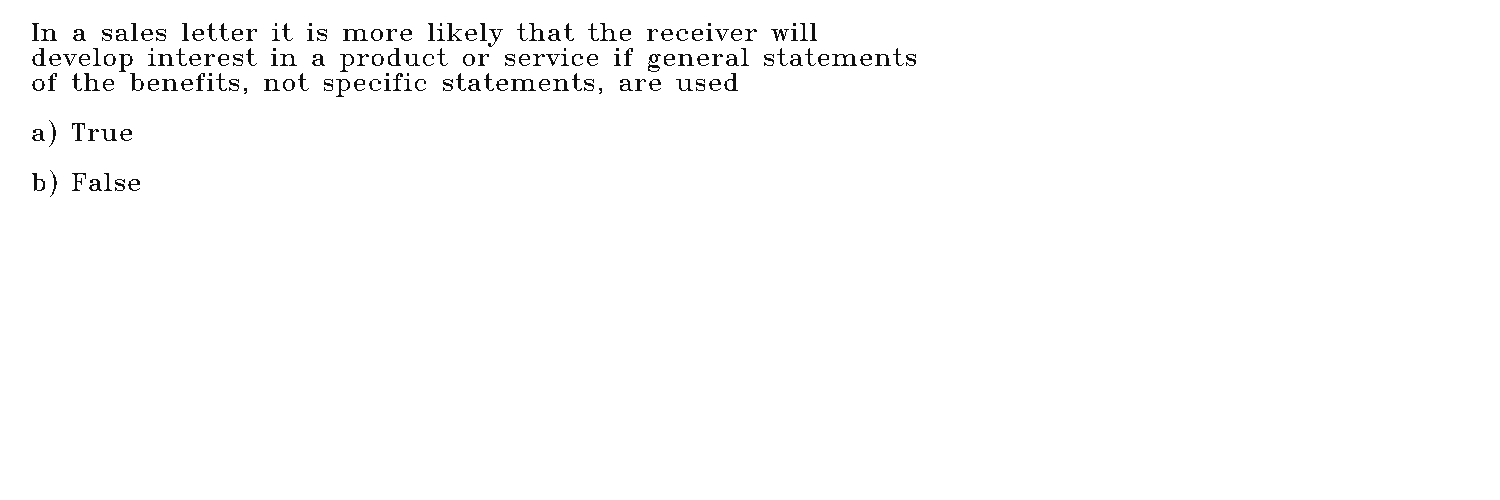 In a sales letter it is more likely that the receiver will
develop interest in a product or service if general statements
of the benefits, not specific statements, are used
a) True
b) False